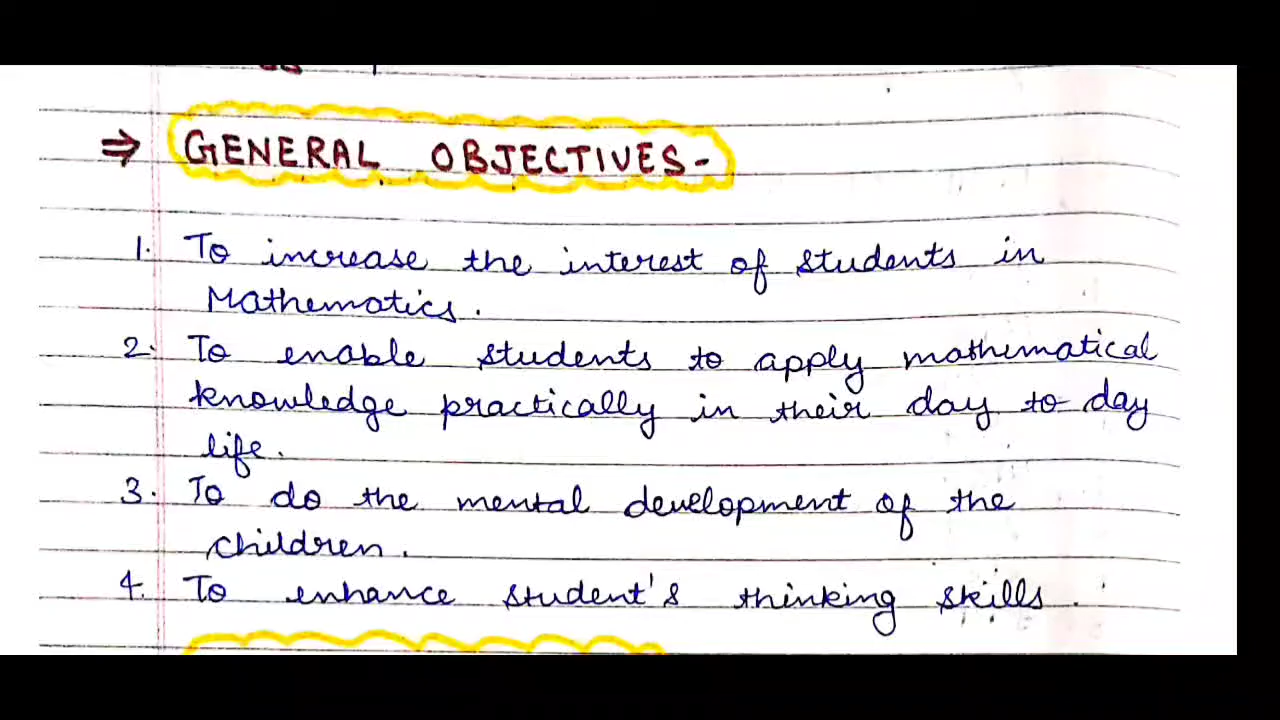 ⇒ GENERAL OBJECTIVES-
1. To increase the interest of students in
Mathematics.
2. To enable students to apply mathematical
knowledge practically in their day to day
life.
3. To do the mental development of the
children.
4. To enhance student's thinking skills.